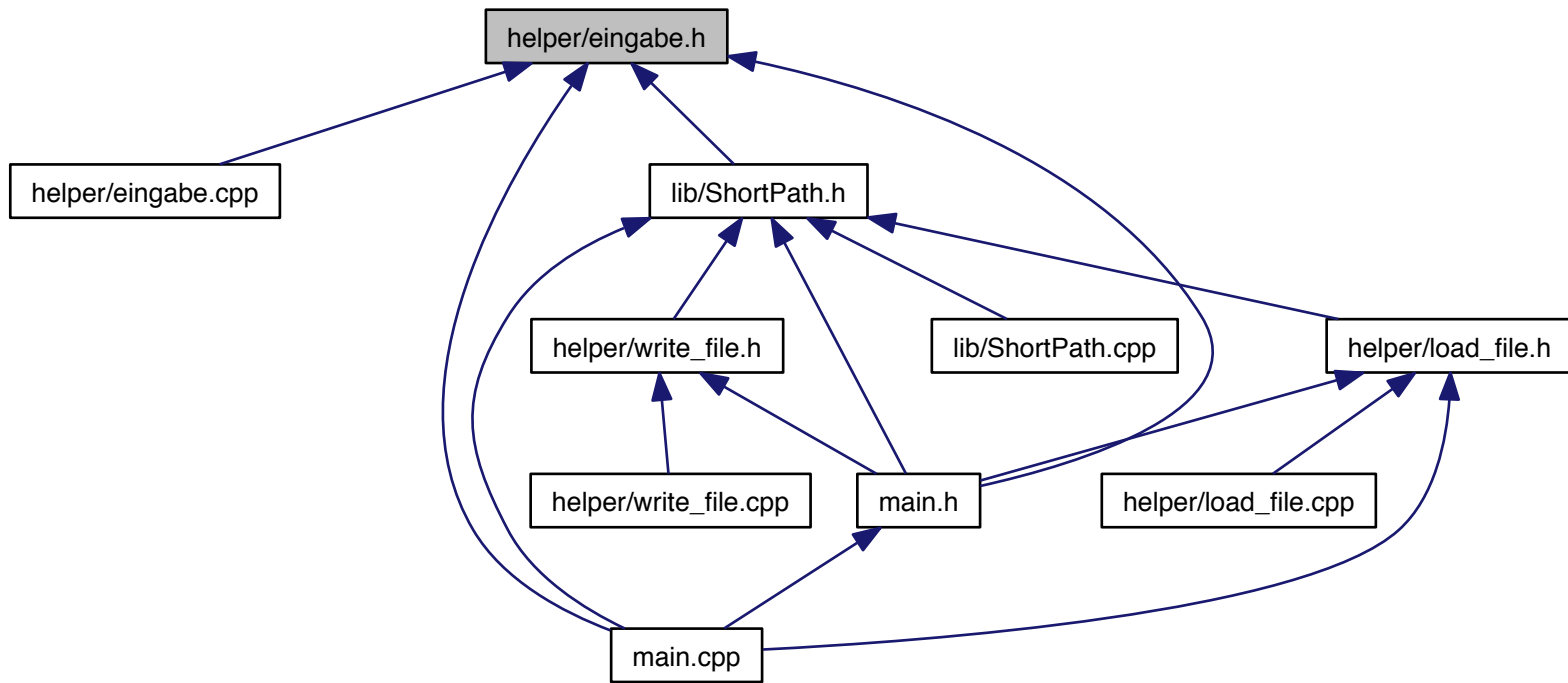 helper/eingabe.h
helper/eingabe.cpp
lib/ShortPath.h
helper/write_file.h
lib/ShortPath.cpp
helper/load_file.h
helper/write_file.cpp
main.h
helper/load_file.cpp
main.cpp